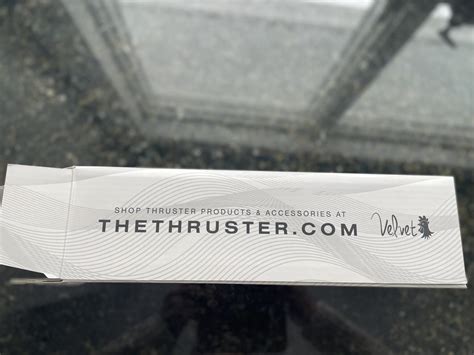 SHOP THRUSTER PRODUCTS & ACCESSORIES AT
THETHRUSTER.COM
Velvet